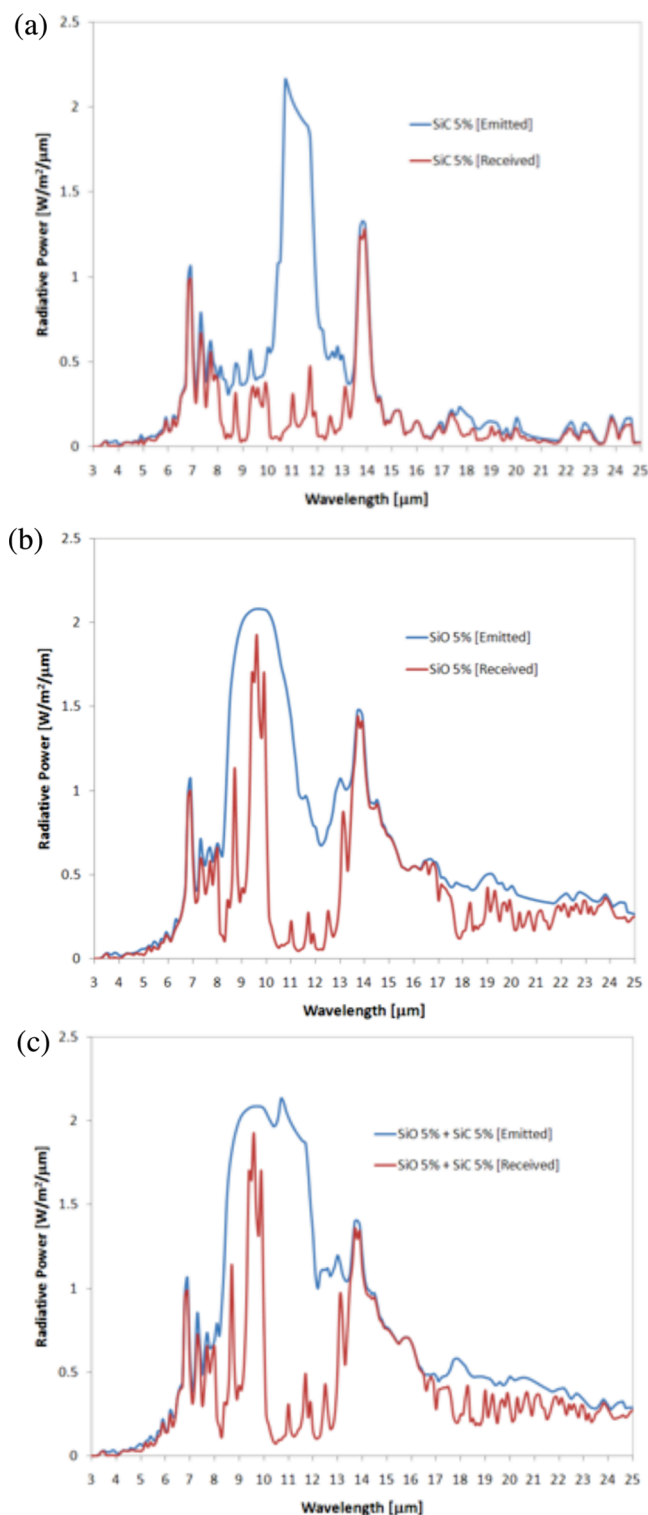 (a)
2.5
2
1.5
1
0.5
0
Radiative Power [W/m²/µm]
SiC 5% [Emitted]
SiC 5% [Received]
3 4 5 6 7 8 9 10 11 12 13 14 15 16 17 18 19 20 21 22 23 24 25
Wavelength [µm]
(b)
2.5
2
1.5
1
0.5
0
Radiative Power [W/m²/µm]
SiO 5% [Emitted]
SiO 5% [Received]
3 4 5 6 7 8 9 10 11 12 13 14 15 16 17 18 19 20 21 22 23 24 25
Wavelength [µm]
(c)
2.5
2
1.5
1
0.5
0
Radiative Power [W/m²/µm]
SiO 5% + SiC 5% [Emitted]
SiO 5% + SiC 5% [Received]
3 4 5 6 7 8 9 10 11 12 13 14 15 16 17 18 19 20 21 22 23 24 25
Wavelength [µm]